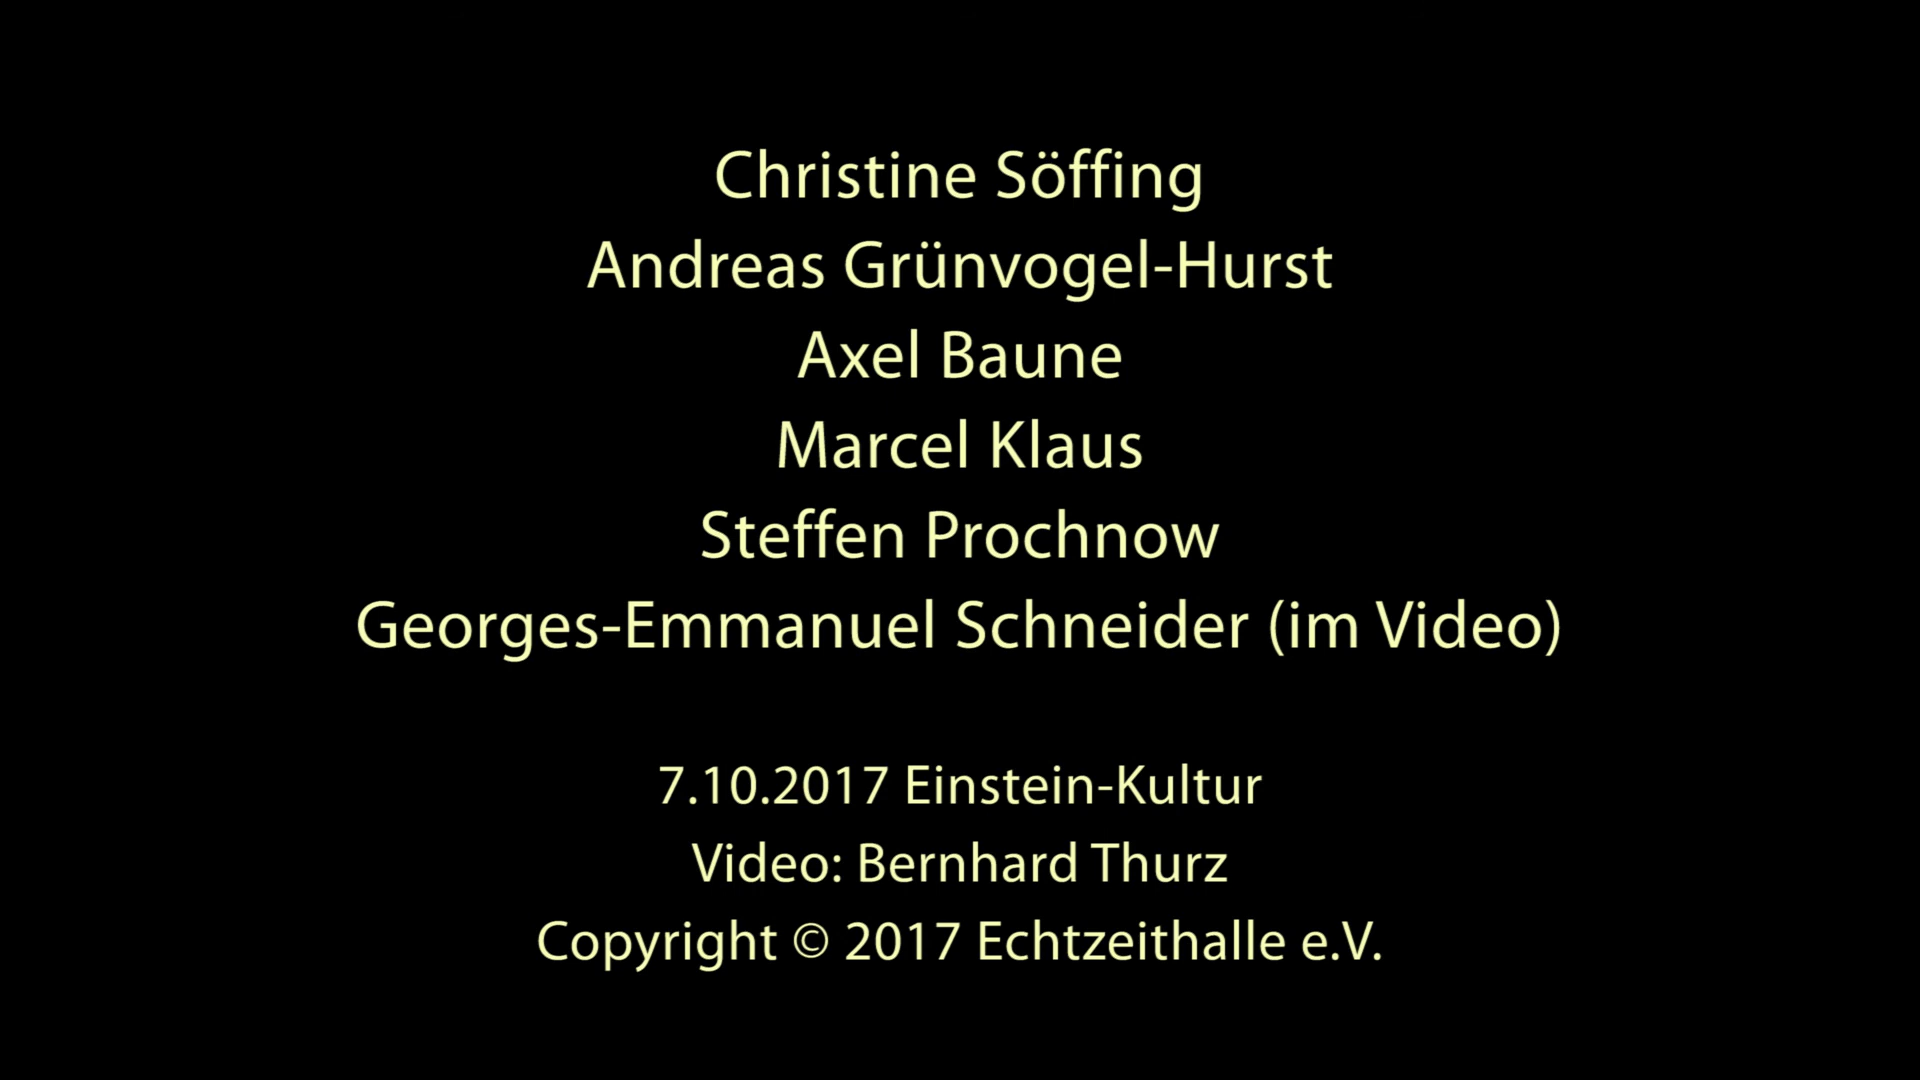 Christine Söffing
Andreas Grünvogel-Hurst
Axel Baune
Marcel Klaus
Steffen Prochnow
Georges-Emmanuel Schneider (im Video)
7.10.2017 Einstein-Kultur
Video: Bernhard Thurz
Copyright © 2017 Echtzeithalle e.V.